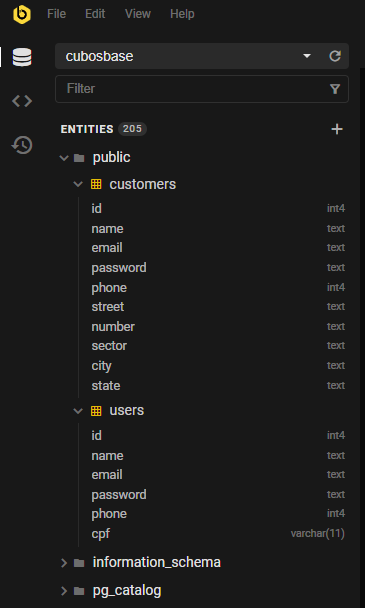 File Edit View Help
cubosbase
Filter
ENTITIES 205
public
customers
id int4
name text
email text
password text
phone int4
street text
number text
sector text
city text
state text
users
id int4
name text
email text
password text
phone int4
cpf varchar(11)
information_schema
pg_catalog